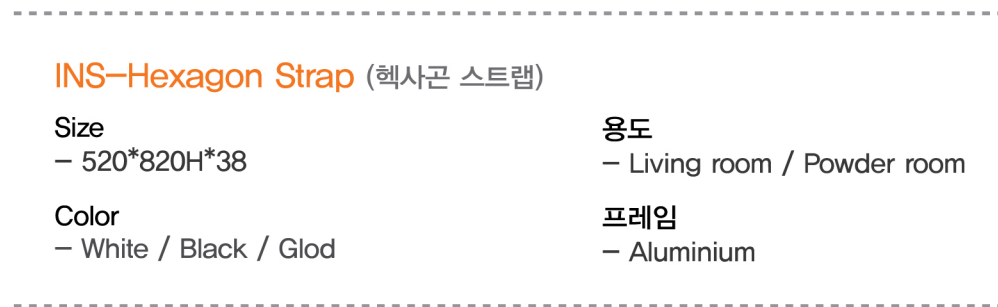 INS-Hexagon Strap (헥사곤 스트랩)
Size
- 520*820H*38
용도
- Living room / Powder room
Color
- White / Black / Glod
프레임
- Aluminium